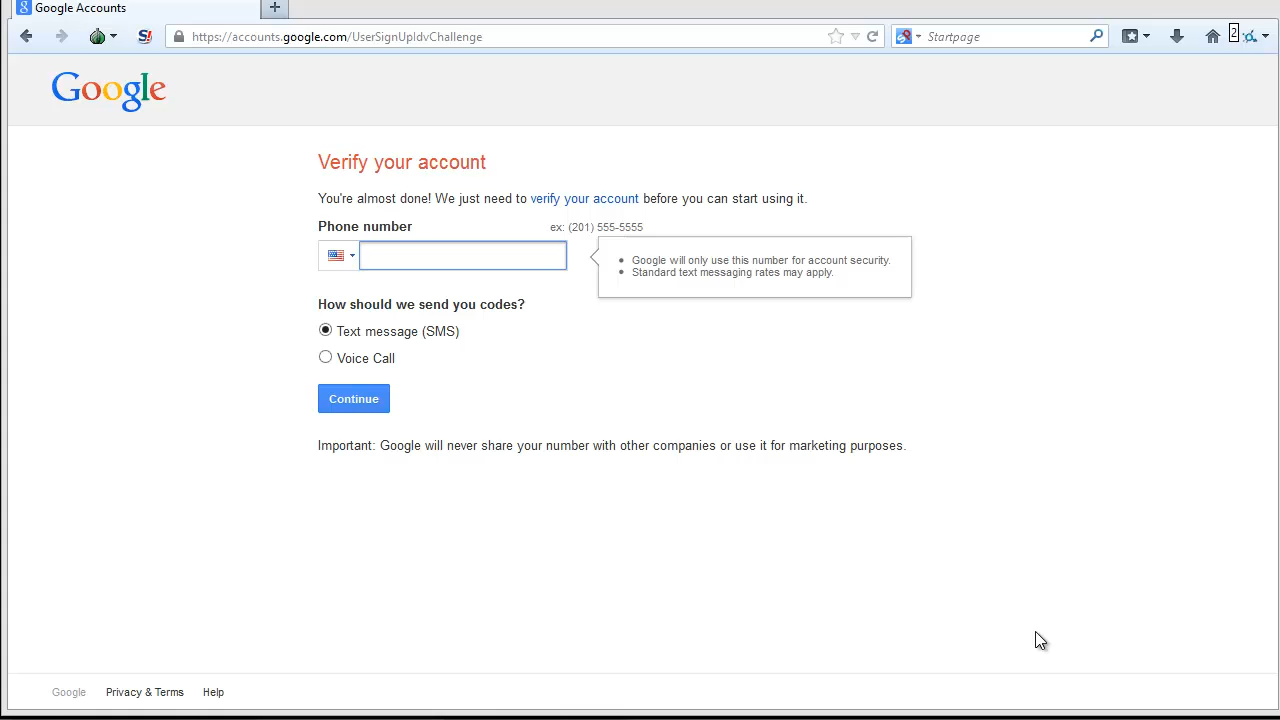 Google Accounts
https://accounts.google.com/UserSignUpIdvChallenge
Startpage
2
Google
Verify your account
You're almost done! We just need to verify your account before you can start using it.
Phone number ex: (201) 555-5555
Google will only use this number for account security.
Standard text messaging rates may apply.
How should we send you codes?
Text message (SMS)
Voice Call
Continue
Important: Google will never share your number with other companies or use it for marketing purposes.
Google Privacy & Terms Help